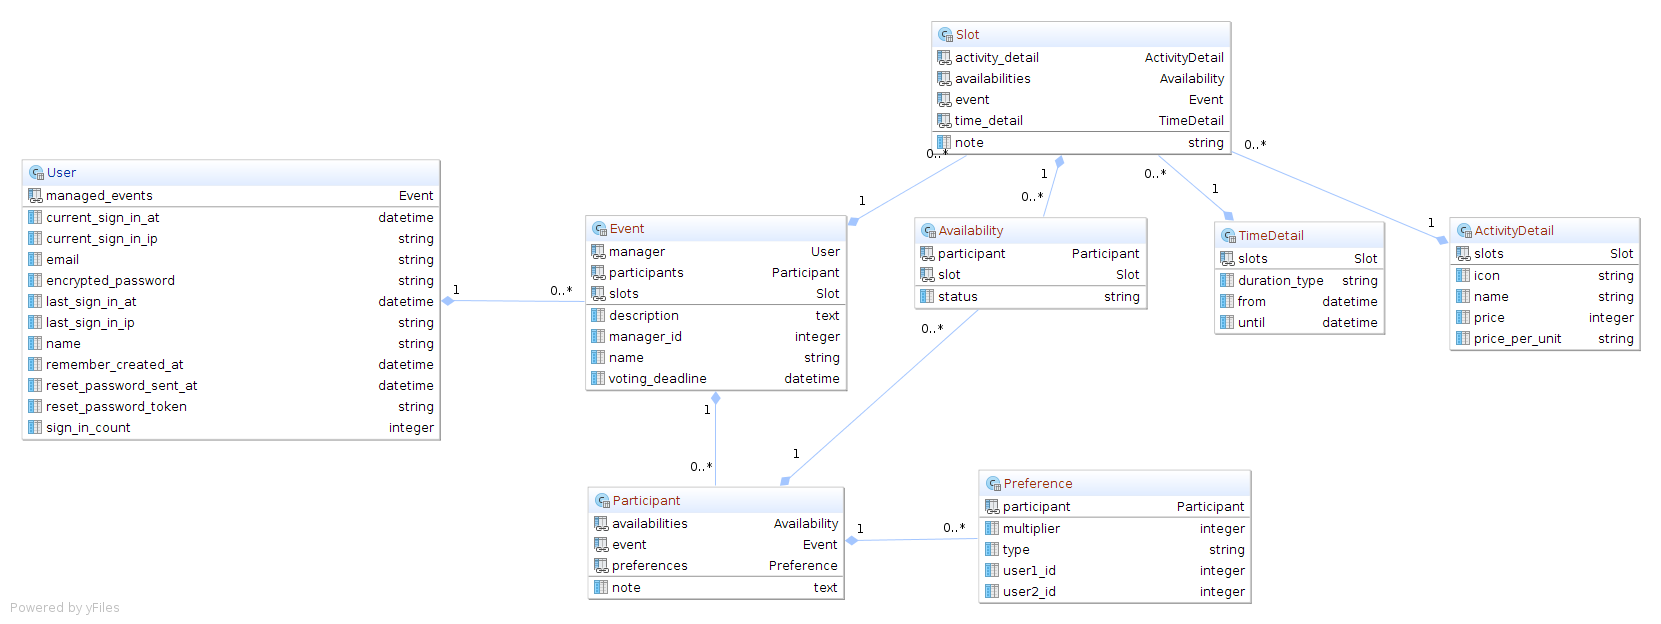 Slot
activity_detail ActivityDetail
availabilities Availability
event Event
time_detail TimeDetail
note string
0..*
1
1
0..*
0..*
1
0..*
1
User
managed_events Event
current_sign_in_at datetime
current_sign_in_ip string
email string
encrypted_password string
last_sign_in_at datetime
last_sign_in_ip string
name string
remember_created_at datetime
reset_password_sent_at datetime
reset_password_token string
sign_in_count integer
1
0..*
Event
manager User
participants Participant
slots Slot
description text
manager_id integer
name string
voting_deadline datetime
Availability
participant Participant
slot Slot
status string
TimeDetail
slots Slot
duration_type string
from datetime
until datetime
ActivityDetail
slots Slot
icon string
name string
price integer
price_per_unit string
1
0..*
0..*
1
Participant
availabilities Availability
event Event
preferences Preference
note text
1
0..*
Preference
participant Participant
multiplier integer
type string
user1_id integer
user2_id integer
Powered by yFiles